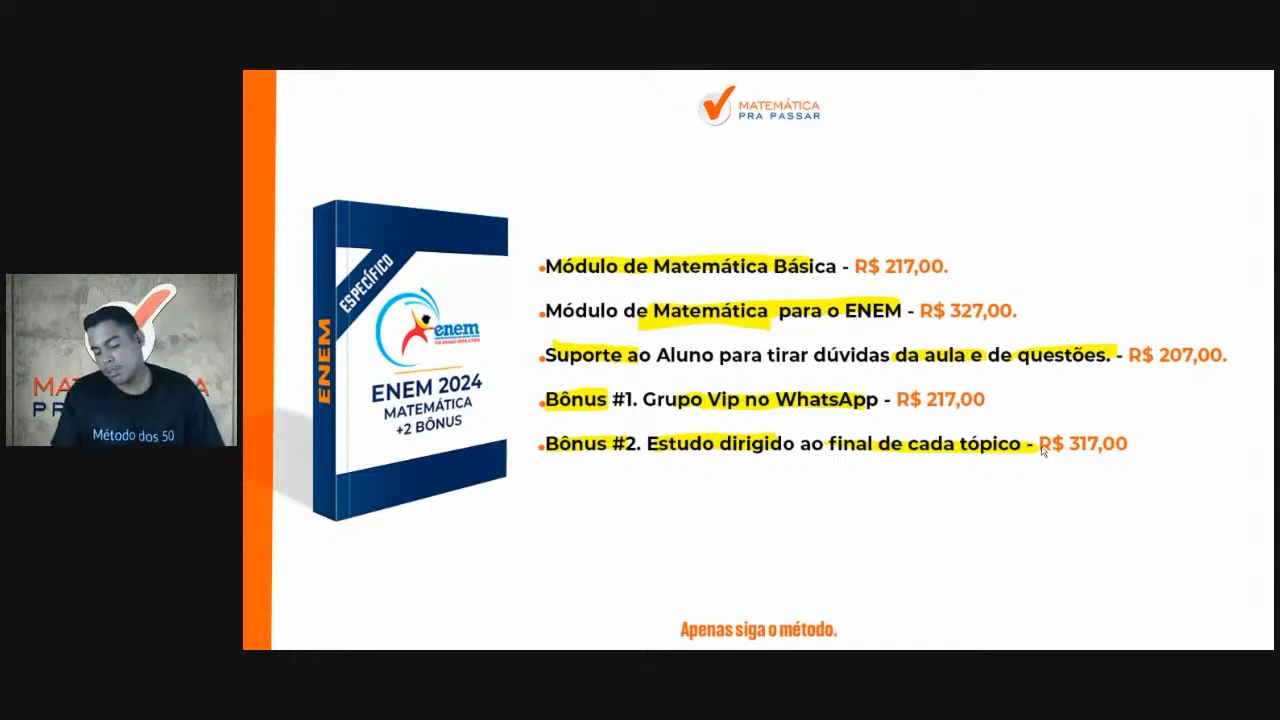 MATEMÁTICA
PRA PASSAR
•Módulo de Matemática Básica - R$ 217,00.
•Módulo de Matemática para o ENEM - R$ 327,00.
•Suporte ao Aluno para tirar dúvidas da aula e de questões. - R$ 207,00.
•Bônus #1. Grupo Vip no WhatsApp - R$ 217,00
•Bônus #2. Estudo dirigido ao final de cada tópico - R$ 317,00
ESPECÍFICO
ENEM
enem
ENEM 2024
MATEMÁTICA
+2 BÔNUS
Método dos 50
Apenas siga o método.